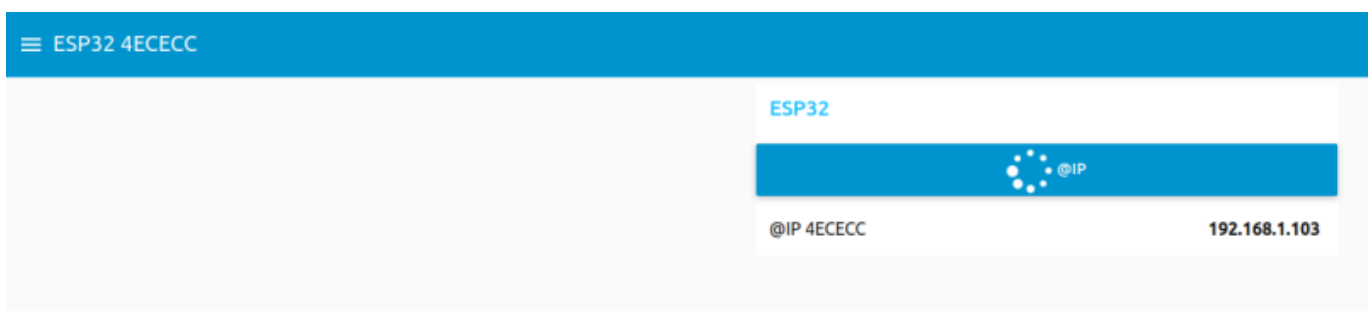 ESP32 4ECECC
ESP32
@IP
@IP 4ECECC 192.168.1.103